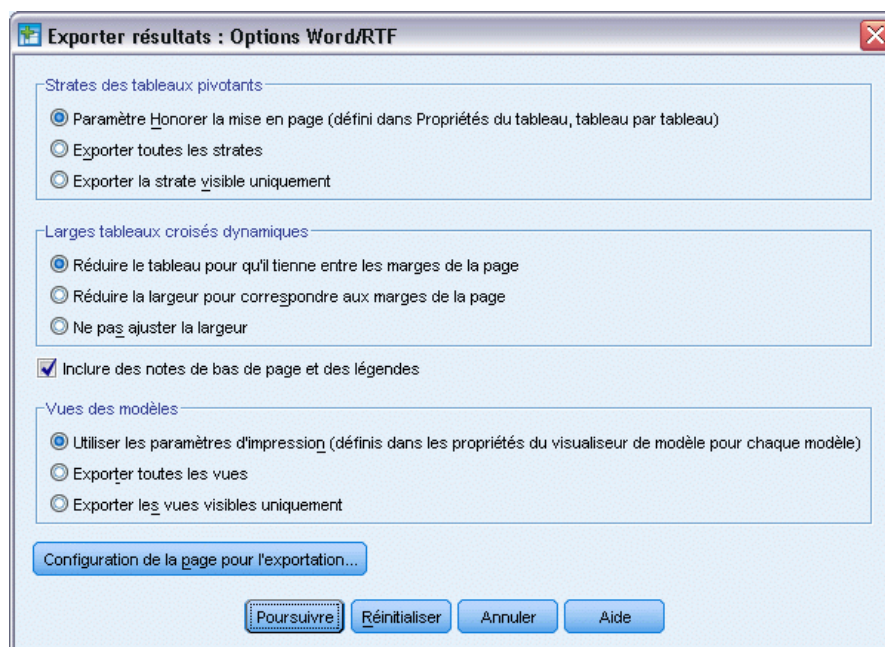 Exporter résultats : Options Word/RTF
Strates des tableaux pivotants
Paramètre Honorer la mise en page (défini dans Propriétés du tableau, tableau par tableau)
Exporter toutes les strates
Exporter la strate visible uniquement
Larges tableaux croisés dynamiques
Réduire le tableau pour qu'il tienne entre les marges de la page
Réduire la largeur pour correspondre aux marges de la page
Ne pas ajuster la largeur
Inclure des notes de bas de page et des légendes
Vues des modèles
Utiliser les paramètres d'impression (définis dans les propriétés du visualiseur de modèle pour chaque modèle)
Exporter toutes les vues
Exporter les vues visibles uniquement
Configuration de la page pour l'exportation...
Poursuivre Réinitialiser Annuler Aide